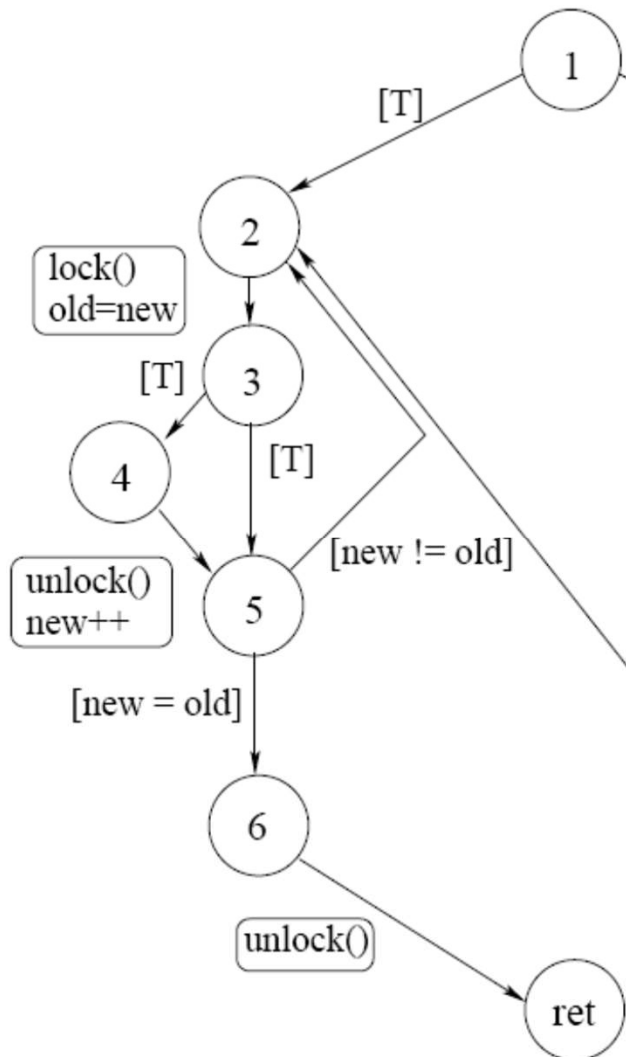 1
[T]
2
lock()
old=new
[T]
3
[T]
4
[new != old]
unlock()
new++
5
[new = old]
6
unlock()
ret